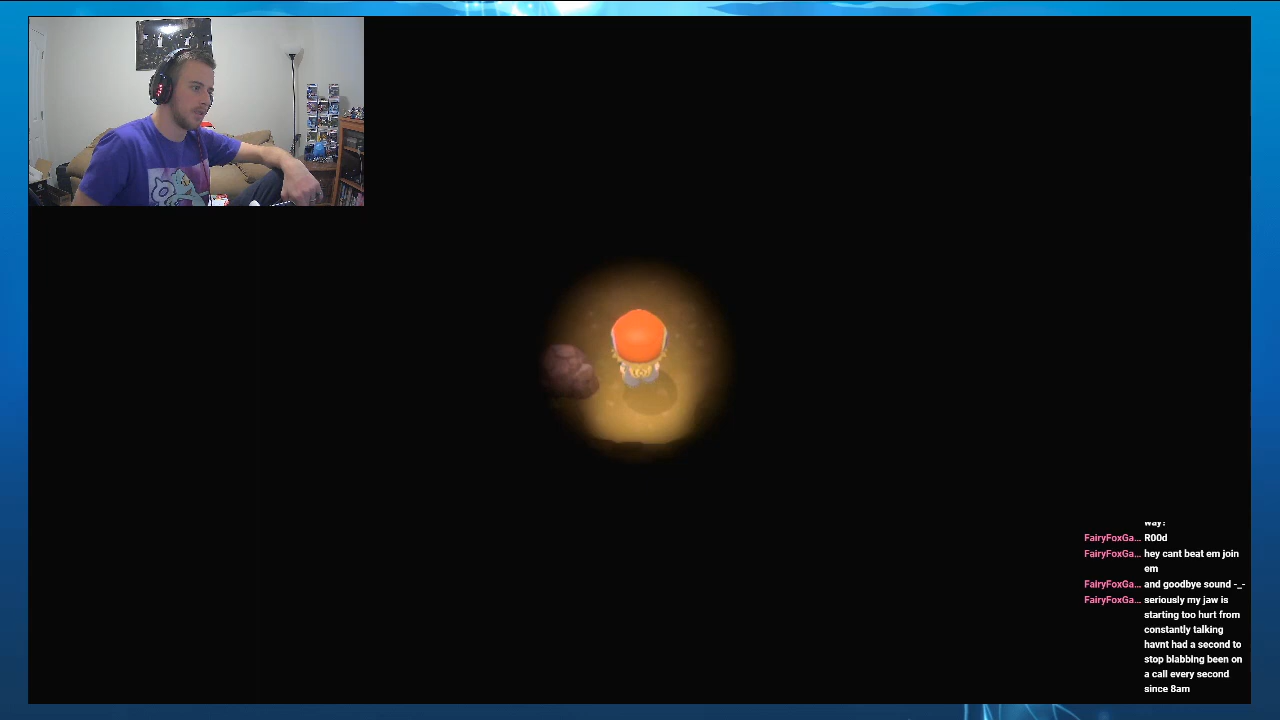 way?
FairyFoxGa... R00d
FairyFoxGa... hey cant beat em join
em
FairyFoxGa... and goodbye sound -_-
FairyFoxGa... seriously my jaw is
starting too hurt from
constantly talking
havnt had a second to
stop blabbing been on
a call every second
since 8am